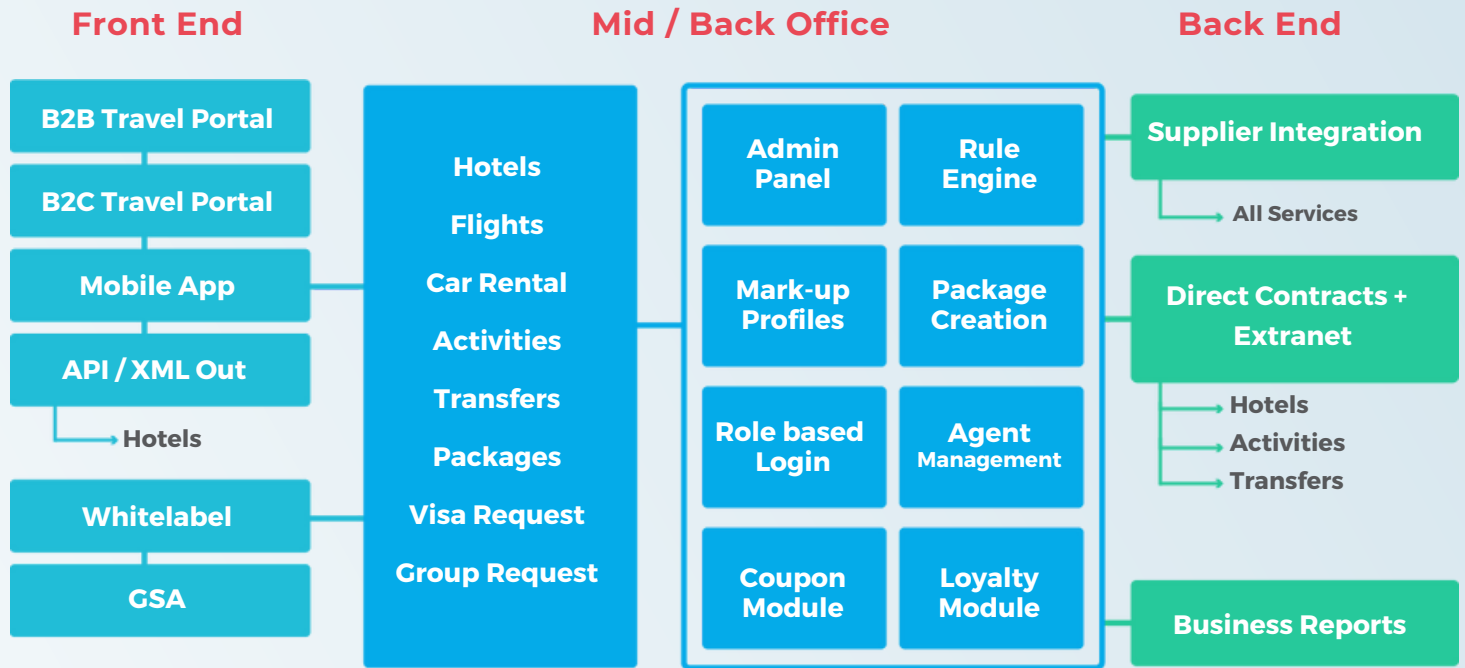 Front End
Mid / Back Office
Back End
B2B Travel Portal
B2C Travel Portal
Mobile App
API / XML Out
Hotels
Whitelabel
GSA
Hotels
Flights
Car Rental
Activities
Transfers
Packages
Visa Request
Group Request
Admin
Panel
Rule
Engine
Mark-up
Profiles
Package
Creation
Role based
Login
Agent
Management
Coupon
Module
Loyalty
Module
Supplier Integration
All Services
Direct Contracts +
Extranet
Hotels
Activities
Transfers
Business Reports